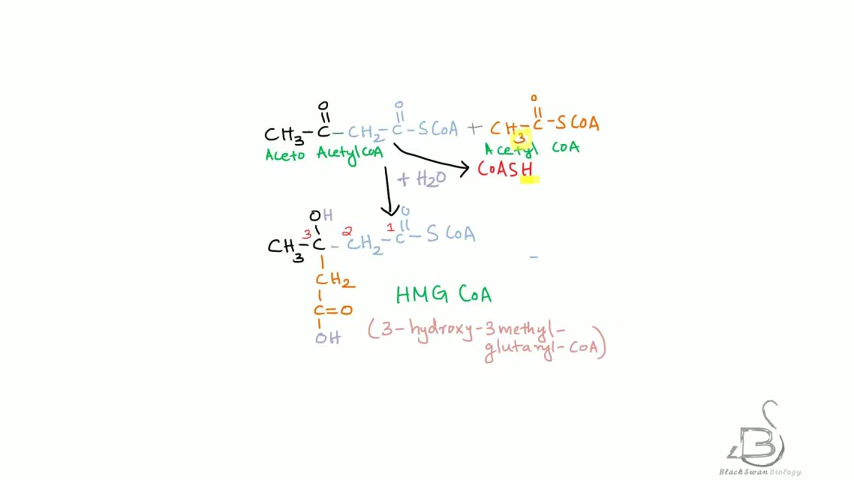 O O O
CH3-C-CH2-C-SCOA + CH3-C-SCOA
Aceto AcetylCOA Acetyl COA
+ H2O COASH
OH O
CH3-C-CH2-C-SCOA
3 2 1
CH2
C=O
OH
HMG COA
(3-hydroxy-3methyl-
glutaryl-COA)
B
BlackSwan Biology